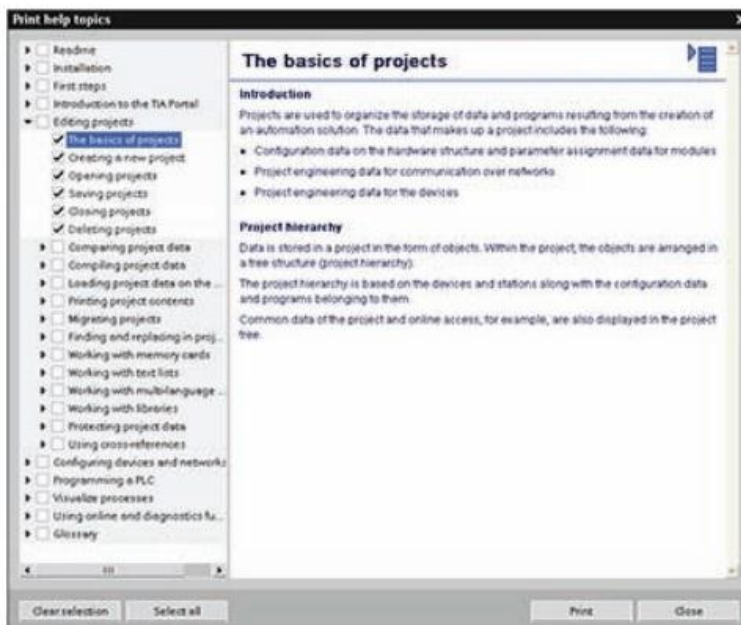 Print help topics
X
Readme
Installation
First steps
Introduction to the TIA Portal
Editing projects
The basics of projects
Creating a new project
Opening projects
Saving projects
Closing projects
Deleting projects
Comparing project data
Compiling project data
Loading project data on the ...
Printing project contents
Migrating projects
Finding and replacing in proj...
Working with memory cards
Working with text lists
Working with multi-language ...
Working with libraries
Protecting project data
Using cross-references
Configuring devices and networks
Programming a PLC
Visualize processes
Using online and diagnostics fu...
Glossary
The basics of projects
Introduction
Projects are used to organize the storage of data and programs resulting from the creation of
an automation solution. The data that makes up a project includes the following:
• Configuration data on the hardware structure and parameter assignment data for modules
• Project engineering data for communication over networks
• Project engineering data for the devices
Project hierarchy
Data is stored in a project in the form of objects. Within the project, the objects are arranged in
a tree structure (project hierarchy).
The project hierarchy is based on the devices and stations along with the configuration data
and programs belonging to them.
Common data of the project and online access, for example, are also displayed in the project
tree.
Clear selection
Select all
Print
Close